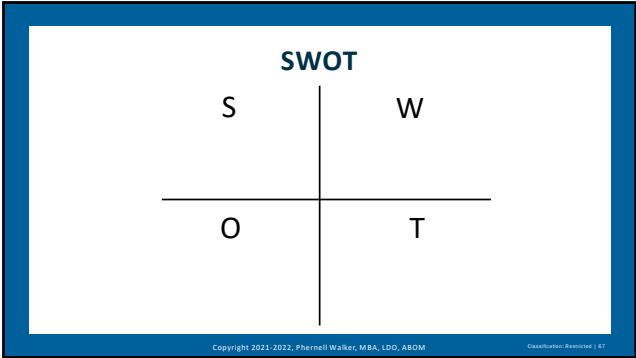 SWOT
S W
O T
Copyright 2021-2022, Phernell Walker, MBA, LDO, ABOM
Classification: Restricted | 67